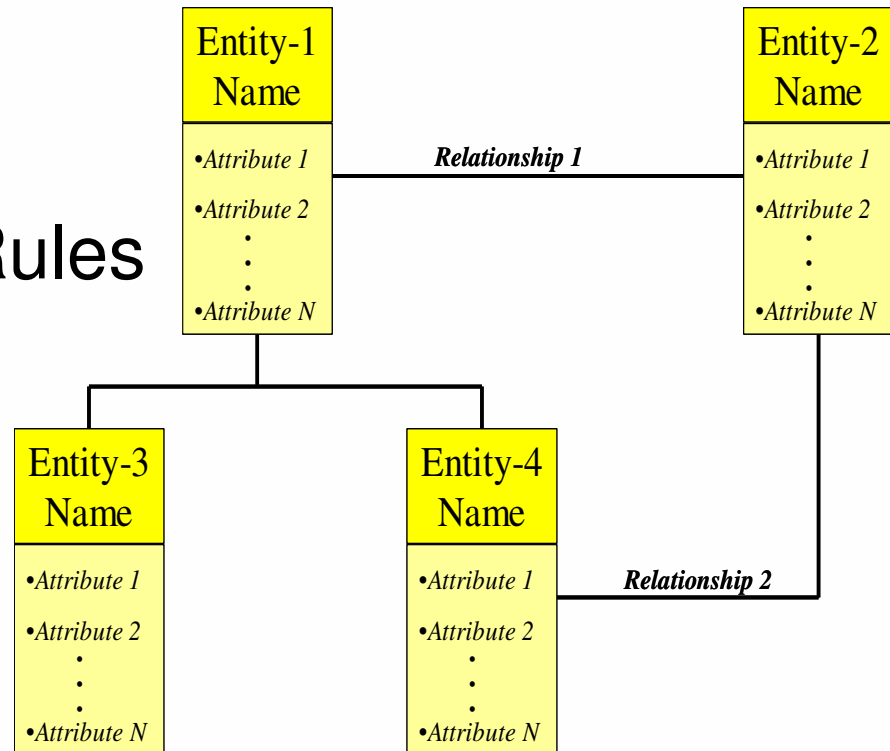 Entity-1
Name
•Attribute 1
•Attribute 2
•
•
•
•Attribute N
Relationship 1
Entity-2
Name
•Attribute 1
•Attribute 2
•
•
•
•Attribute N
Rules
Entity-3
Name
•Attribute 1
•Attribute 2
•
•
•
•Attribute N
Entity-4
Name
•Attribute 1
•Attribute 2
•
•
•
•Attribute N
Relationship 2